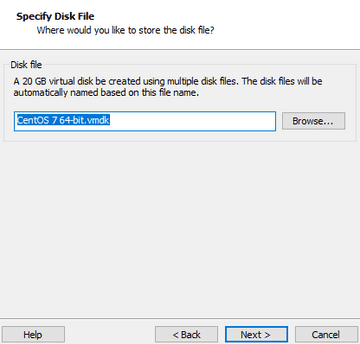 Specify Disk File
Where would you like to store the disk file?
Disk file
A 20 GB virtual disk be created using multiple disk files. The disk files will be
automatically named based on this file name.
CentOS 7 64-bit.vmdk
Browse...
Help
< Back
Next >
Cancel